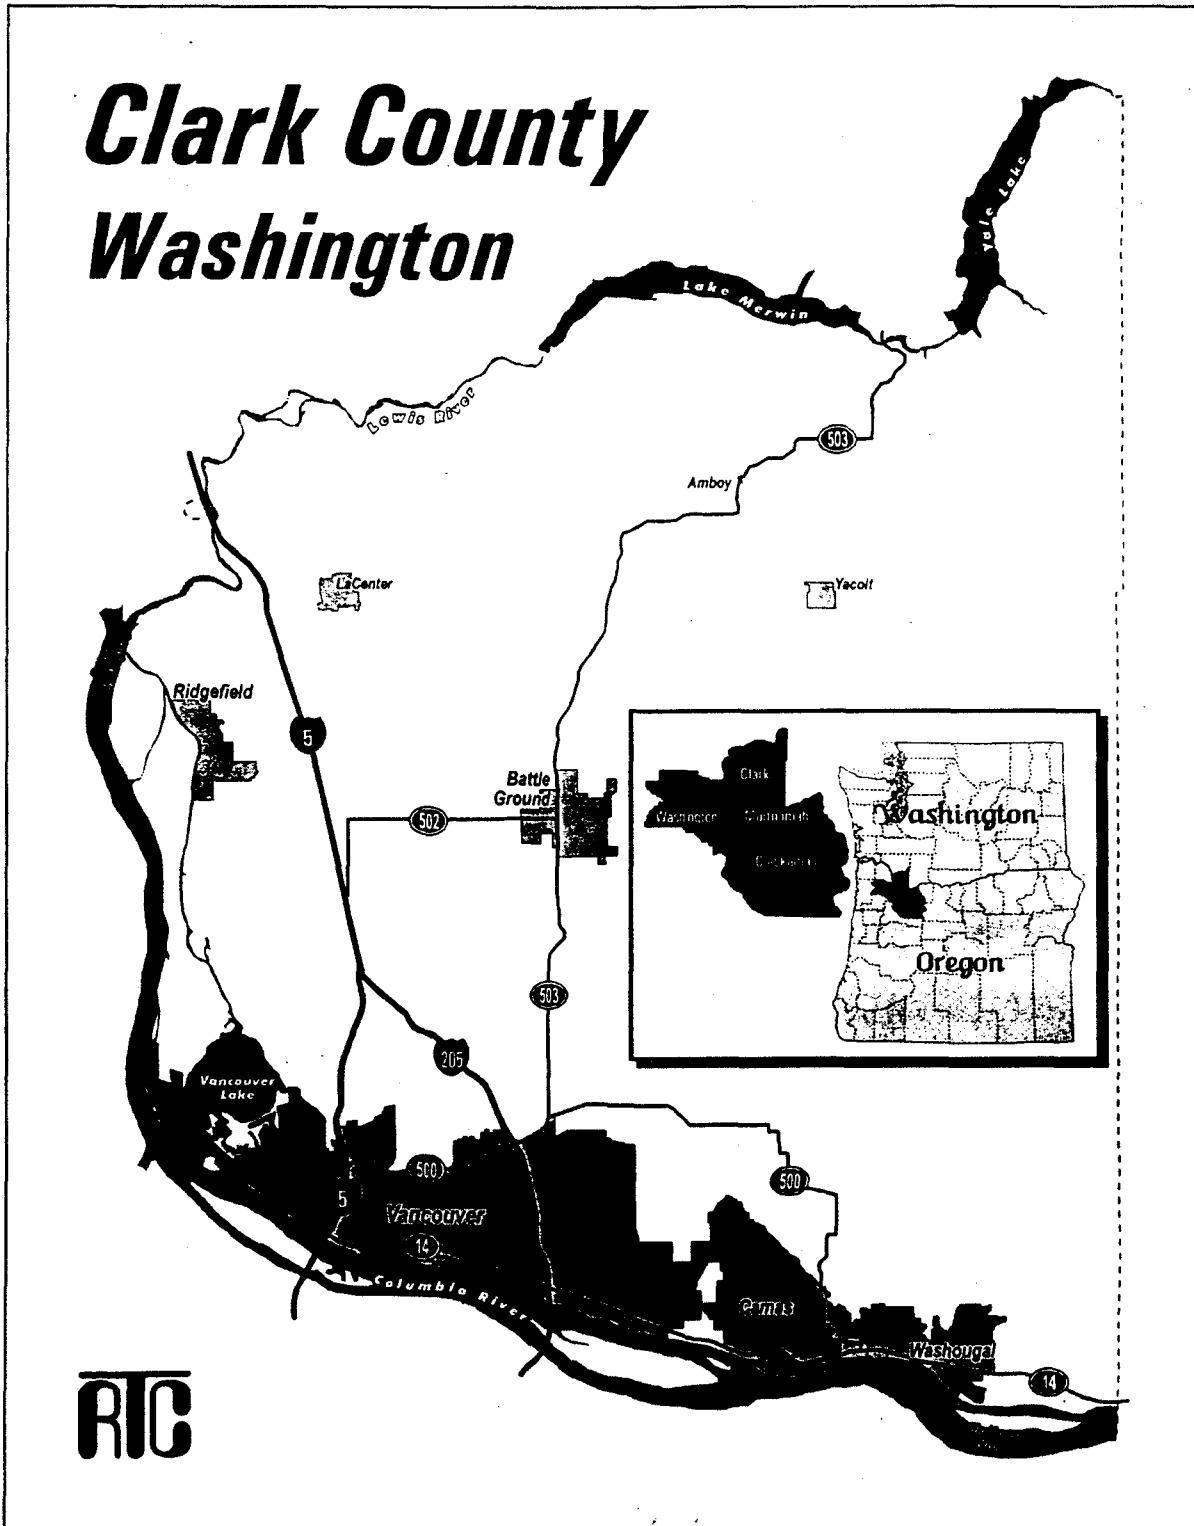 Clark County
Washington
Yale Lake
Lake Merwin
Lewis River
503
Amboy
LaCenter
Yacolt
Ridgefield
5
Battle
Ground
502
Clark
Washington
Multnomah
Clackamas
Washington
Oregon
503
205
Vancouver
Lake
500
500
5
Vancouver
14
Columbia River
Camas
Washougal
14
RTC